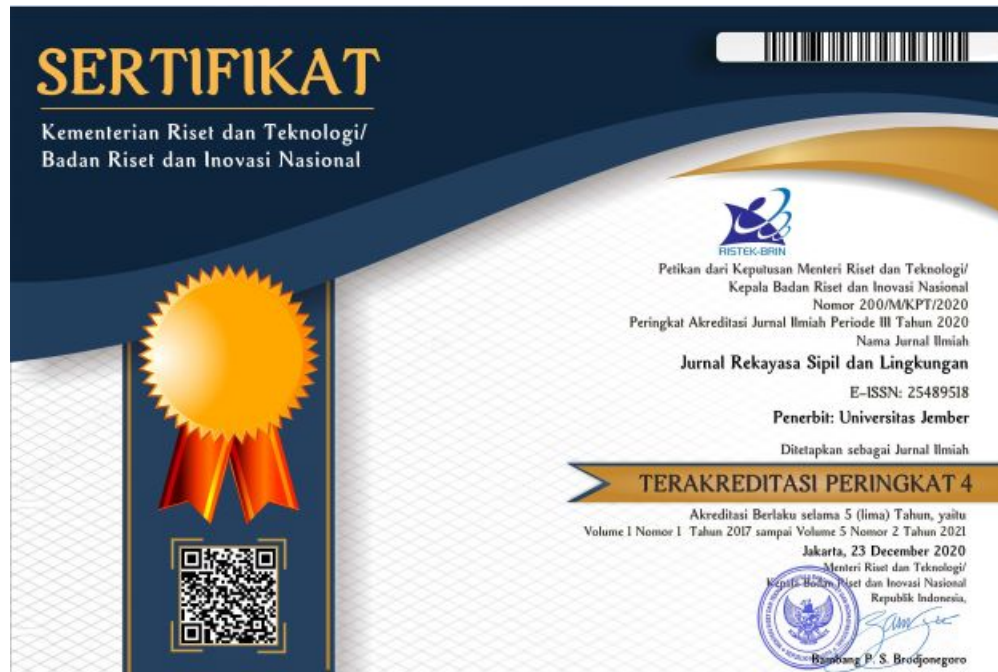 SERTIFIKAT
Kementerian Riset dan Teknologi/
Badan Riset dan Inovasi Nasional
RISTEK-BRIN
Petikan dari Keputusan Menteri Riset dan Teknologi/
Kepala Badan Riset dan Inovasi Nasional
Nomor 200/M/KPT/2020
Peringkat Akreditasi Jurnal Ilmiah Periode III Tahun 2020
Nama Jurnal Ilmiah
Jurnal Rekayasa Sipil dan Lingkungan
E-ISSN: 25489518
Penerbit: Universitas Jember
Ditetapkan sebagai Jurnal Ilmiah
TERAKREDITASI PERINGKAT 4
Akreditasi Berlaku selama 5 (lima) Tahun, yaitu
Volume 1 Nomor 1 Tahun 2017 sampai Volume 5 Nomor 2 Tahun 2021
Jakarta, 23 December 2020
Menteri Riset dan Teknologi/
Kepala Badan Riset dan Inovasi Nasional
Republik Indonesia,
Bambang P. S. Brodjonegoro